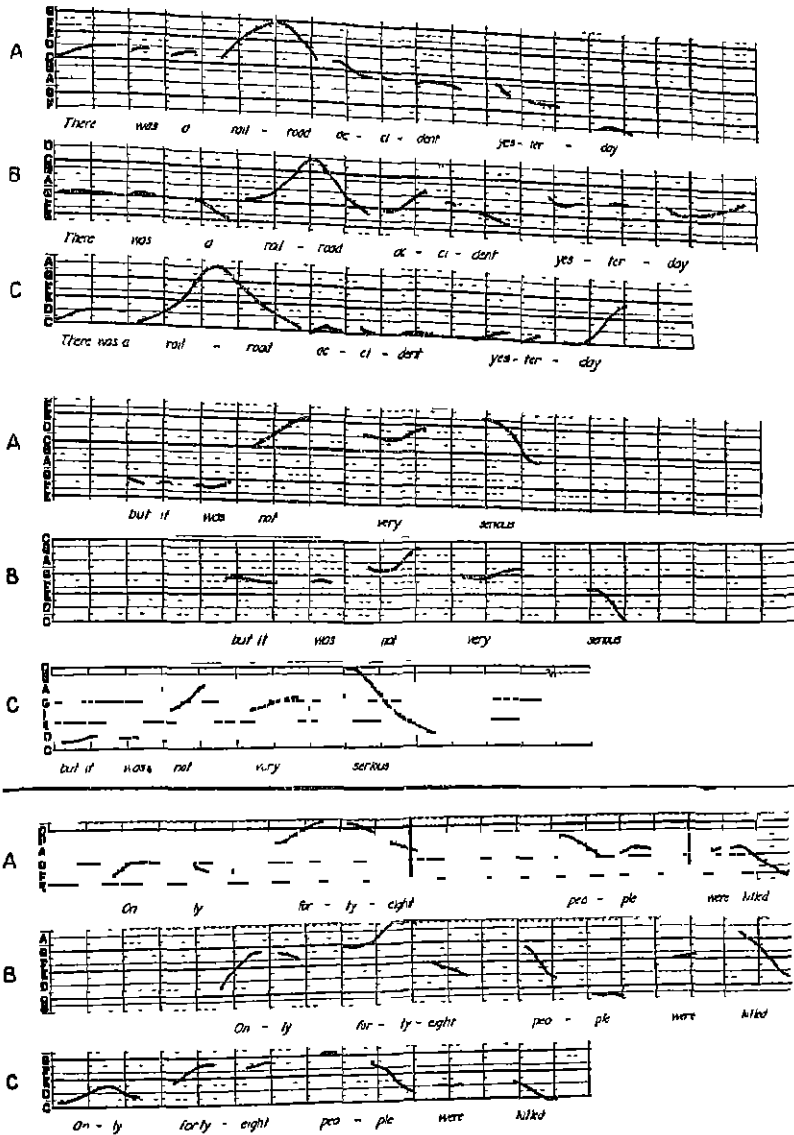 A
There was a rail - road ac - ci - dent yes - ter - day
B
There was a rail - road ac - ci - dent yes - ter - day
C
There was a rail - road ac - ci - dent yes - ter - day
A
but it was not very serious
B
but it was not very serious
C
but it was not very serious
A
On ly for - ty - eight peo - ple were killed
B
On - ly for - ty - eight peo - ple were killed
C
On - ly forty - eight peo - ple were killed